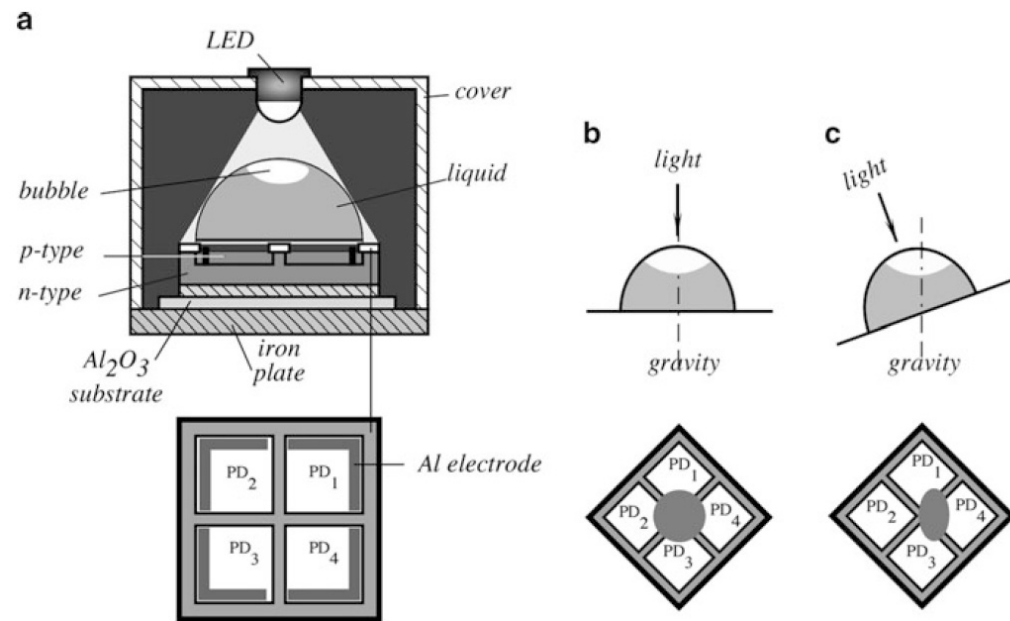 a
LED
cover
bubble
liquid
p-type
n-type
Al₂O₃
substrate
iron
plate
PD₂
PD₁
PD₃
PD₄
Al electrode
b
light
gravity
PD₁
PD₂
PD₄
PD₃
c
light
gravity
PD₁
PD₂
PD₄
PD₃